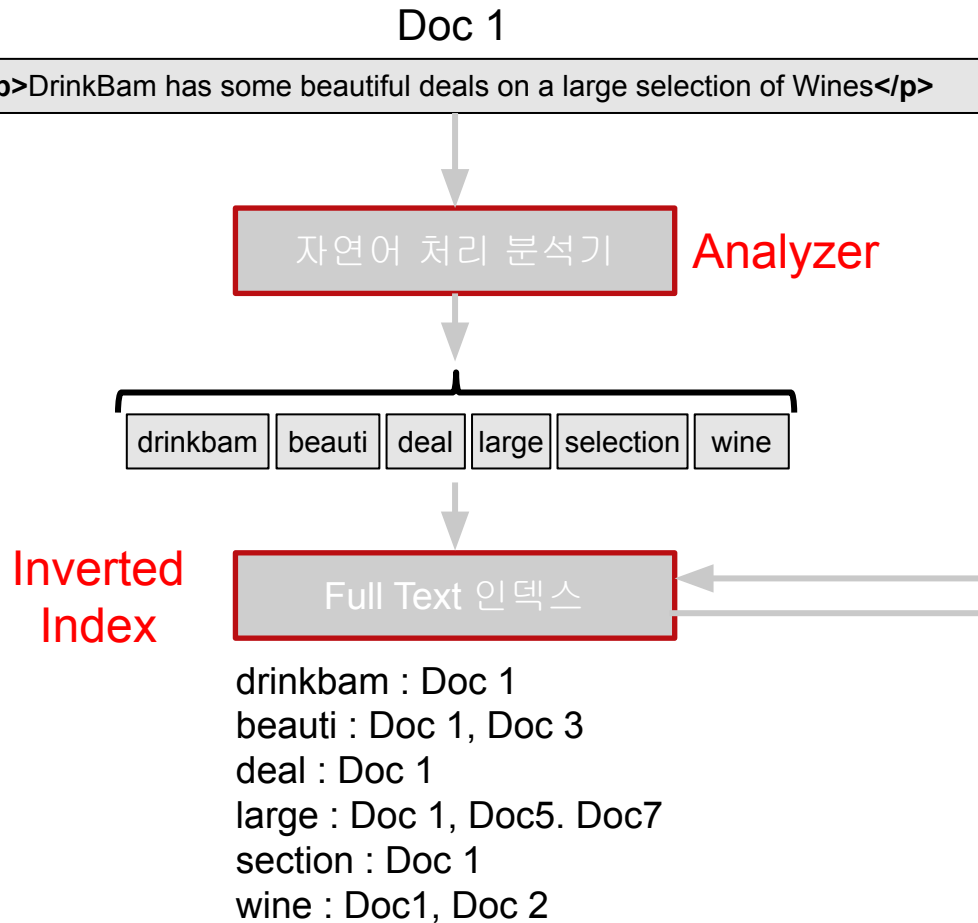 Doc 1
p>DrinkBam has some beautiful deals on a large selection of Wines</p>
자연어 처리 분석기
Analyzer
drinkbam beauti deal large selection wine
Inverted
Index
Full Text 인덱스
drinkbam : Doc 1
beauti : Doc 1, Doc 3
deal : Doc 1
large : Doc 1, Doc5. Doc7
section : Doc 1
wine : Doc1, Doc 2